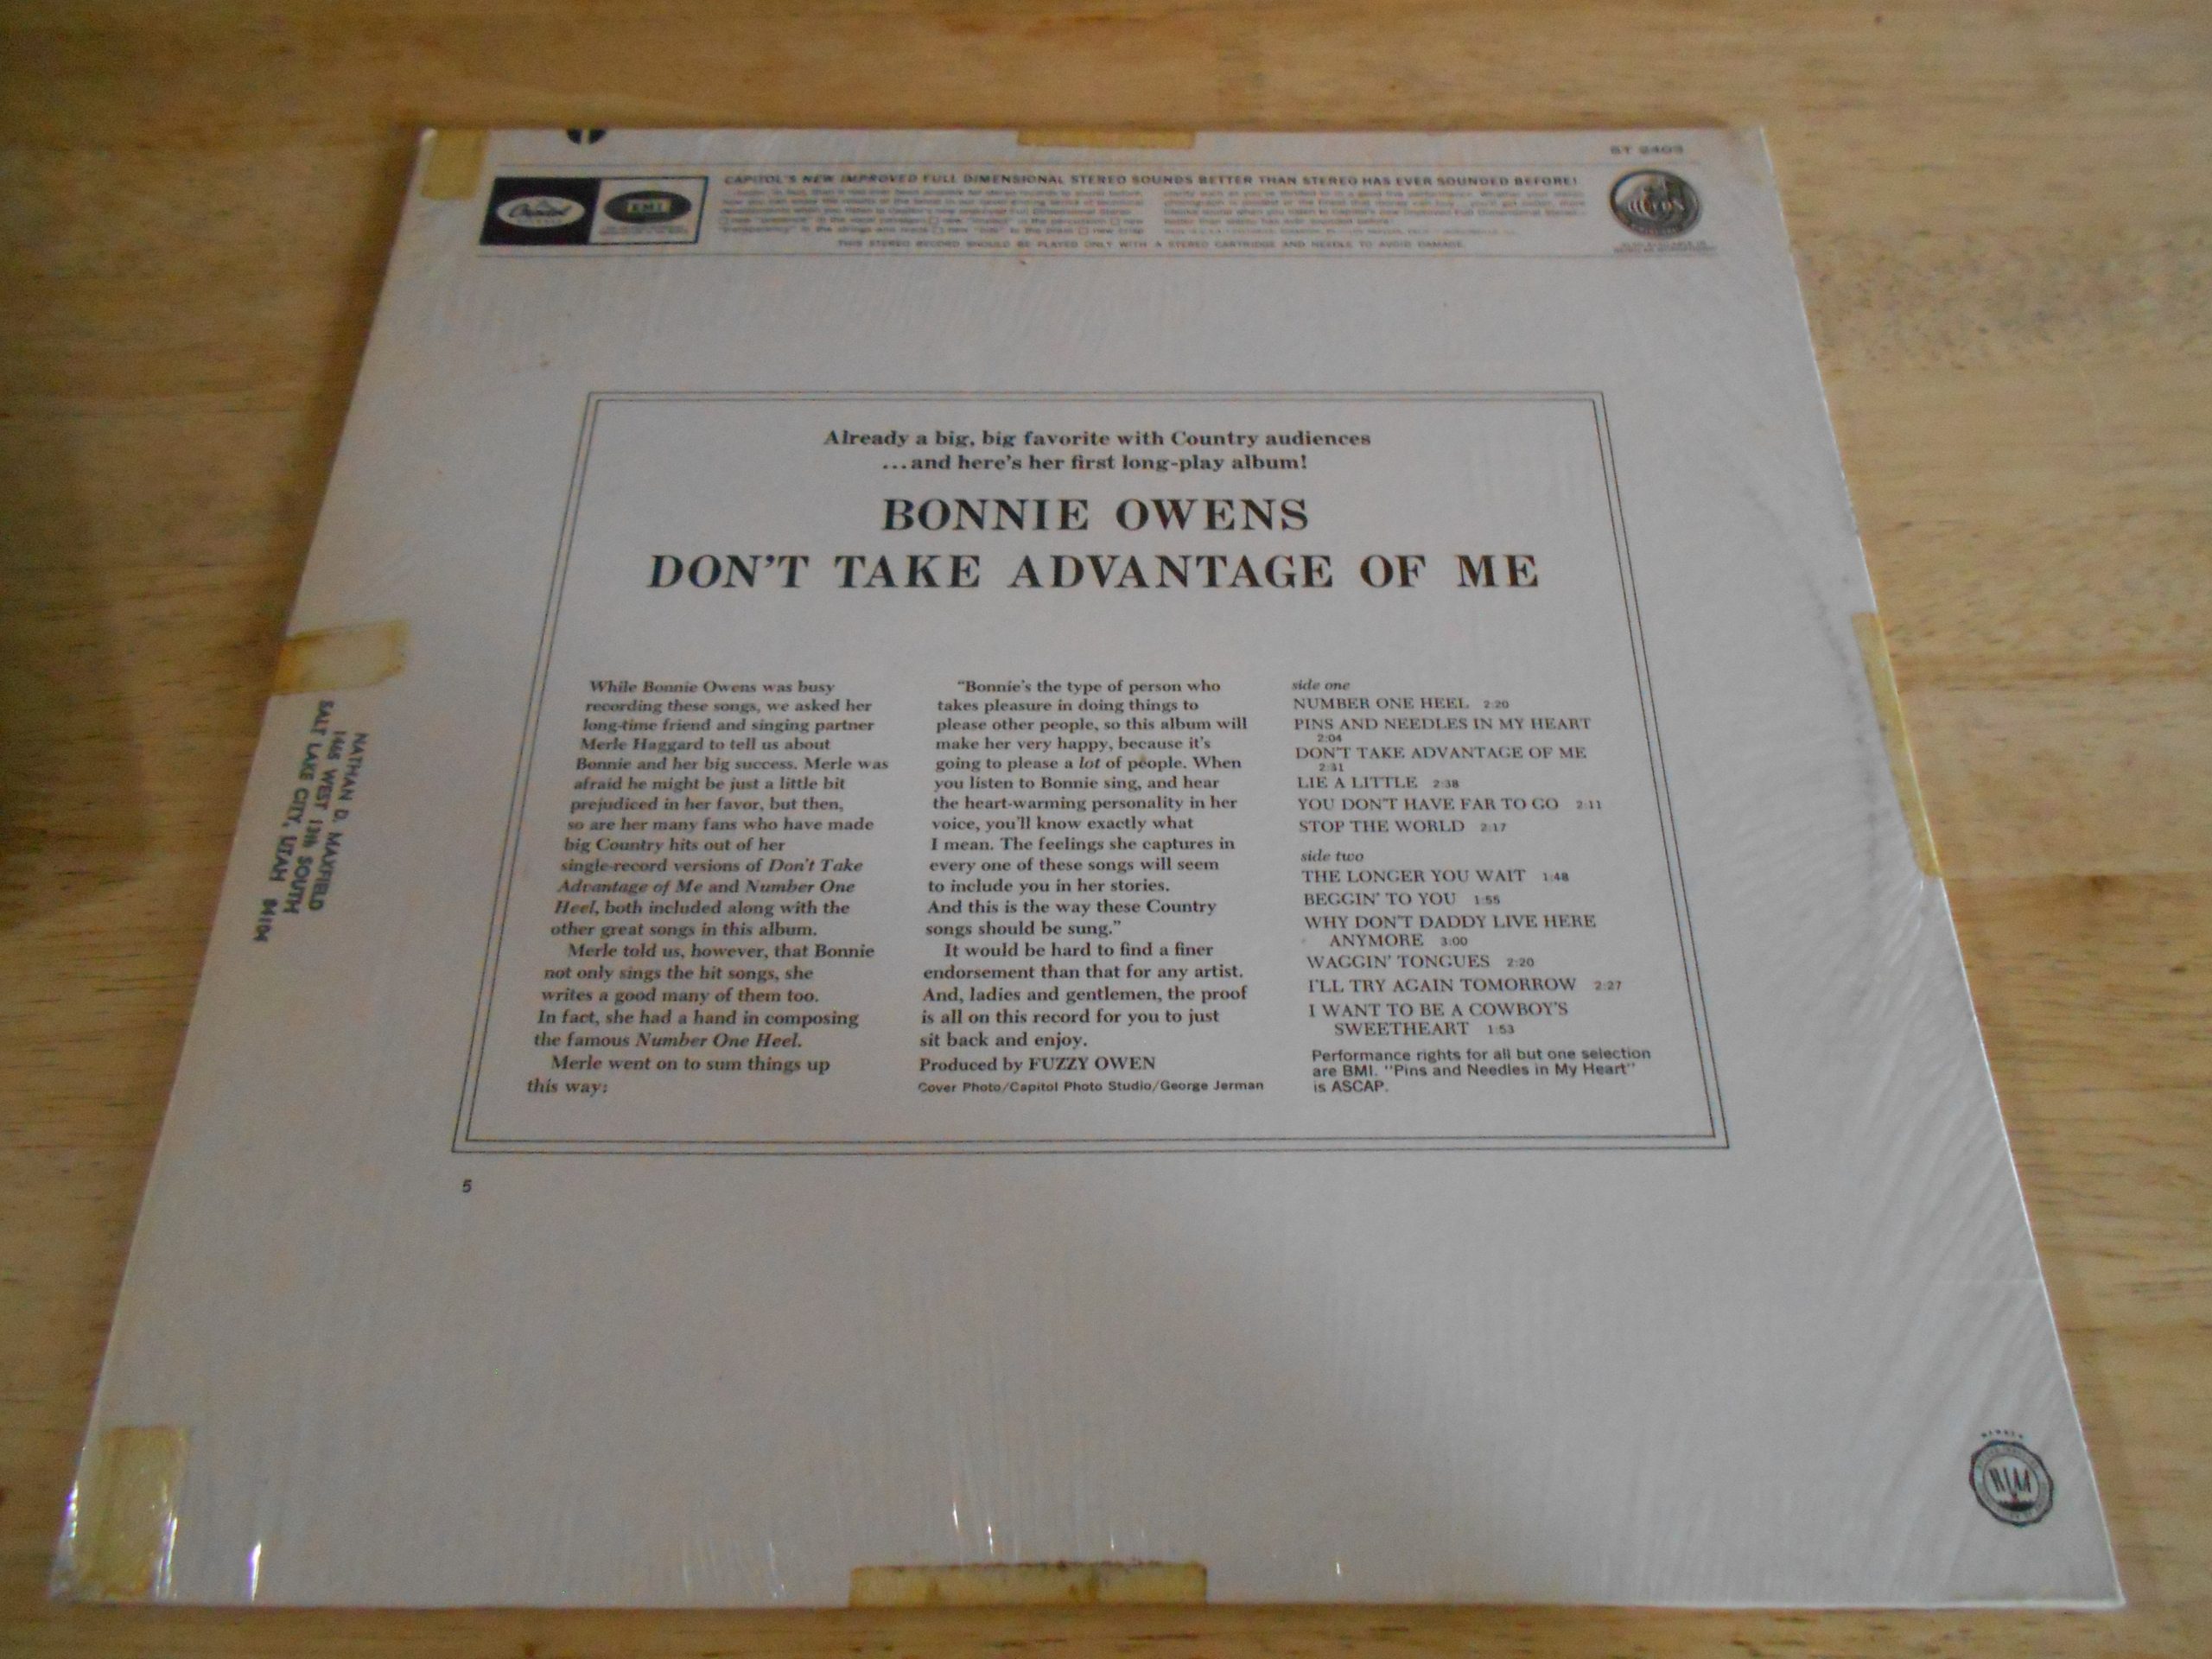 ST 2403
Capitol
EMI
CAPITOL'S NEW IMPROVED FULL DIMENSIONAL STEREO SOUNDS BETTER THAN STEREO HAS EVER SOUNDED BEFORE!
THIS STEREO RECORD SHOULD BE PLAYED ONLY WITH A STEREO CARTRIDGE AND NEEDLE TO AVOID DAMAGE.
Already a big, big favorite with Country audiences
...and here's her first long-play album!
BONNIE OWENS
DON'T TAKE ADVANTAGE OF ME
While Bonnie Owens was busy
recording these songs, we asked her
long-time friend and singing partner
Merle Haggard to tell us about
Bonnie and her big success. Merle was
afraid he might be just a little bit
prejudiced in her favor, but then,
so are her many fans who have made
big Country hits out of her
single-record versions of Don't Take
Advantage of Me and Number One
Heel, both included along with the
other great songs in this album.
Merle told us, however, that Bonnie
not only sings the hit songs, she
writes a good many of them too.
In fact, she had a hand in composing
the famous Number One Heel.
Merle went on to sum things up
this way:
"Bonnie's the type of person who
takes pleasure in doing things to
please other people, so this album will
make her very happy, because it's
going to please a lot of people. When
you listen to Bonnie sing, and hear
the heart-warming personality in her
voice, you'll know exactly what
I mean. The feelings she captures in
every one of these songs will seem
to include you in her stories.
And this is the way these Country
songs should be sung."
It would be hard to find a finer
endorsement than that for any artist.
And, ladies and gentlemen, the proof
is all on this record for you to just
sit back and enjoy.
Produced by FUZZY OWEN
Cover Photo/Capitol Photo Studio/George Jerman
side one
NUMBER ONE HEEL 2:20
PINS AND NEEDLES IN MY HEART
2:04
DON'T TAKE ADVANTAGE OF ME
2:31
LIE A LITTLE 2:38
YOU DON'T HAVE FAR TO GO 2:11
STOP THE WORLD 2:17
side two
THE LONGER YOU WAIT 1:48
BEGGIN' TO YOU 1:55
WHY DON'T DADDY LIVE HERE
ANYMORE 3:00
WAGGIN' TONGUES 2:20
I'LL TRY AGAIN TOMORROW 2:27
I WANT TO BE A COWBOY'S
SWEETHEART 1:53
Performance rights for all but one selection
are BMI. "Pins and Needles in My Heart"
is ASCAP.
NATHAN D. MAXFIELD
1465 WEST 13th SOUTH
SALT LAKE CITY, UTAH 84104
5
MEMBER
RIAA